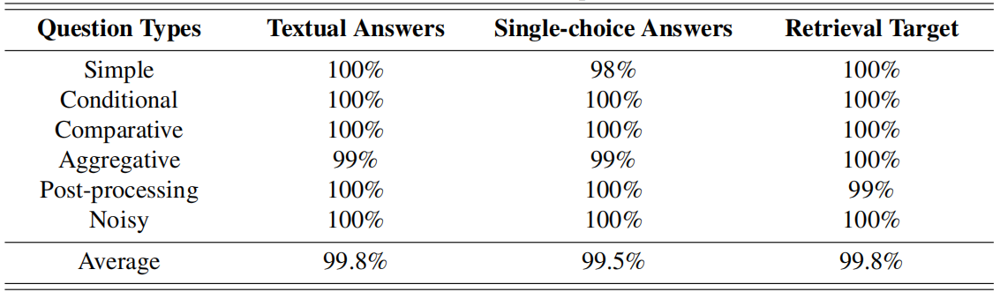 Question Types Textual Answers Single-choice Answers Retrieval Target
Simple 100% 98% 100%
Conditional 100% 100% 100%
Comparative 100% 100% 100%
Aggregative 99% 99% 100%
Post-processing 100% 100% 99%
Noisy 100% 100% 100%
Average 99.8% 99.5% 99.8%